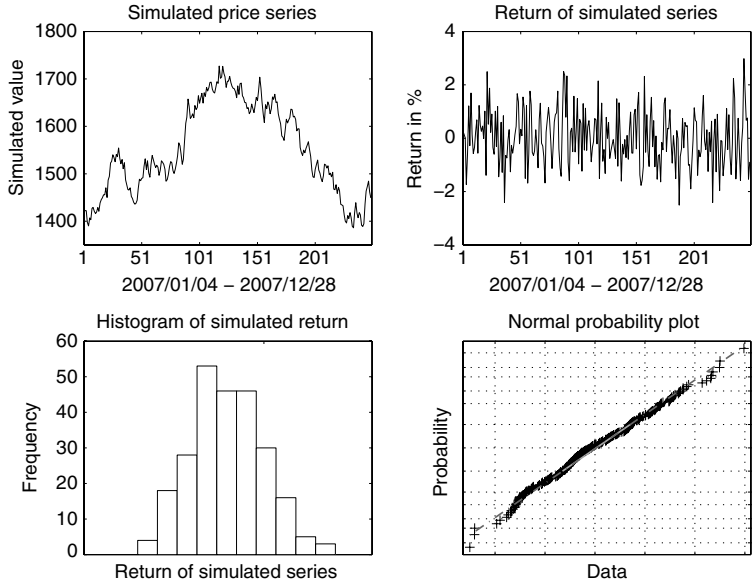 Simulated price series
1800
1700
1600
1500
1400
Simulated value
1 51 101 151 201
2007/01/04 – 2007/12/28
Return of simulated series
4
2
0
−2
−4
Return in %
1 51 101 151 201
2007/01/04 – 2007/12/28
Histogram of simulated return
60
50
40
30
20
10
0
Frequency
Return of simulated series
Normal probability plot
Probability
Data